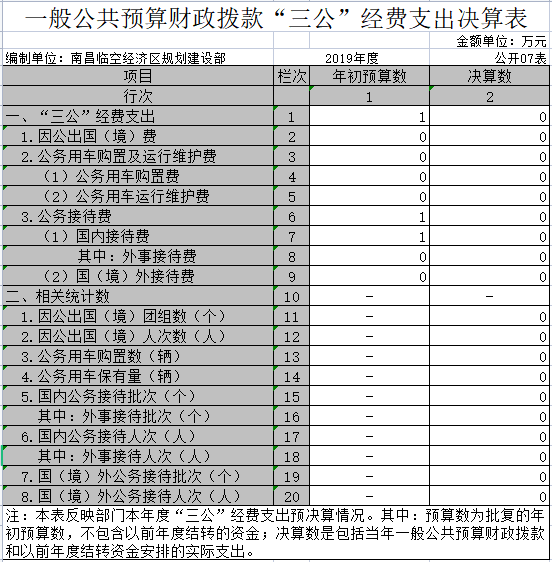 一般公共预算财政拨款“三公”经费支出决算表
金额单位：万元
编制单位：南昌临空经济区规划建设部 2019年度 公开07表
项目 栏次 年初预算数 决算数
行次 1 2
一、“三公”经费支出 1 1 0
1.因公出国（境）费 2 0 0
2.公务用车购置及运行维护费 3 0 0
（1）公务用车购置费 4 0 0
（2）公务用车运行维护费 5 0 0
3.公务接待费 6 1 0
（1）国内接待费 7 1 0
其中：外事接待费 8 0 0
（2）国（境）外接待费 9 0 0
二、相关统计数 10 － －
1.因公出国（境）团组数（个） 11 － 0
2.因公出国（境）人次数（人） 12 － 0
3.公务用车购置数（辆） 13 － 0
4.公务用车保有量（辆） 14 － 0
5.国内公务接待批次（个） 15 － 0
其中：外事接待批次（个） 16 － 0
6.国内公务接待人次（人） 17 － 0
其中：外事接待人次（人） 18 － 0
7.国（境）外公务接待批次（个） 19 － 0
8.国（境）外公务接待人次（人） 20 － 0
注：本表反映部门本年度“三公”经费支出预决算情况。其中：预算数为批复的年
初预算数，不包含以前年度结转的资金；决算数是包括当年一般公共预算财政拨款
和以前年度结转资金安排的实际支出。